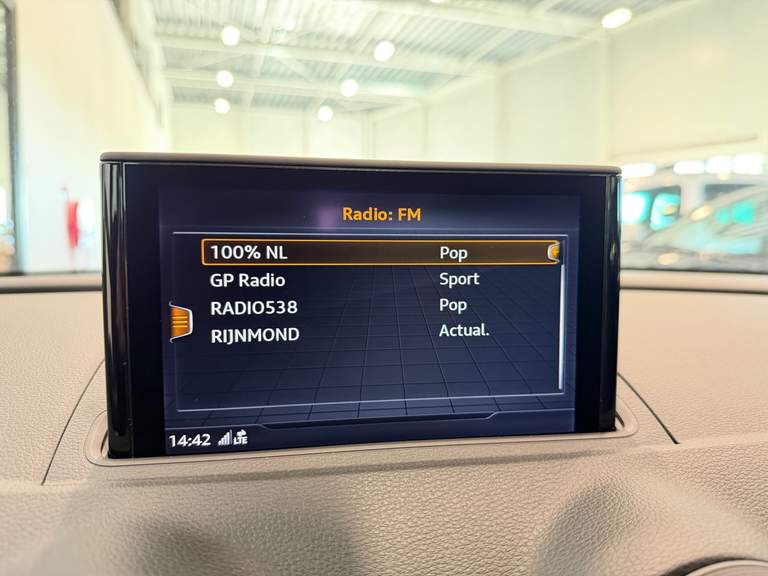 Radio: FM
100% NL Pop
GP Radio Sport
RADIO538 Pop
RIJNMOND Actual.
14:42 LTE